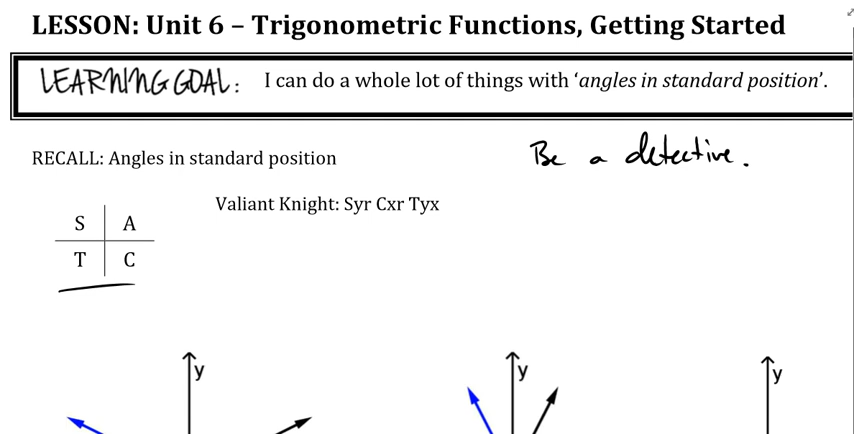 LESSON: Unit 6 – Trigonometric Functions, Getting Started
LEARNING GOAL: I can do a whole lot of things with ‘angles in standard position’.
RECALL: Angles in standard position
Be a detective.
Valiant Knight: Syr Cxr Tyx
S A
T C
y y y